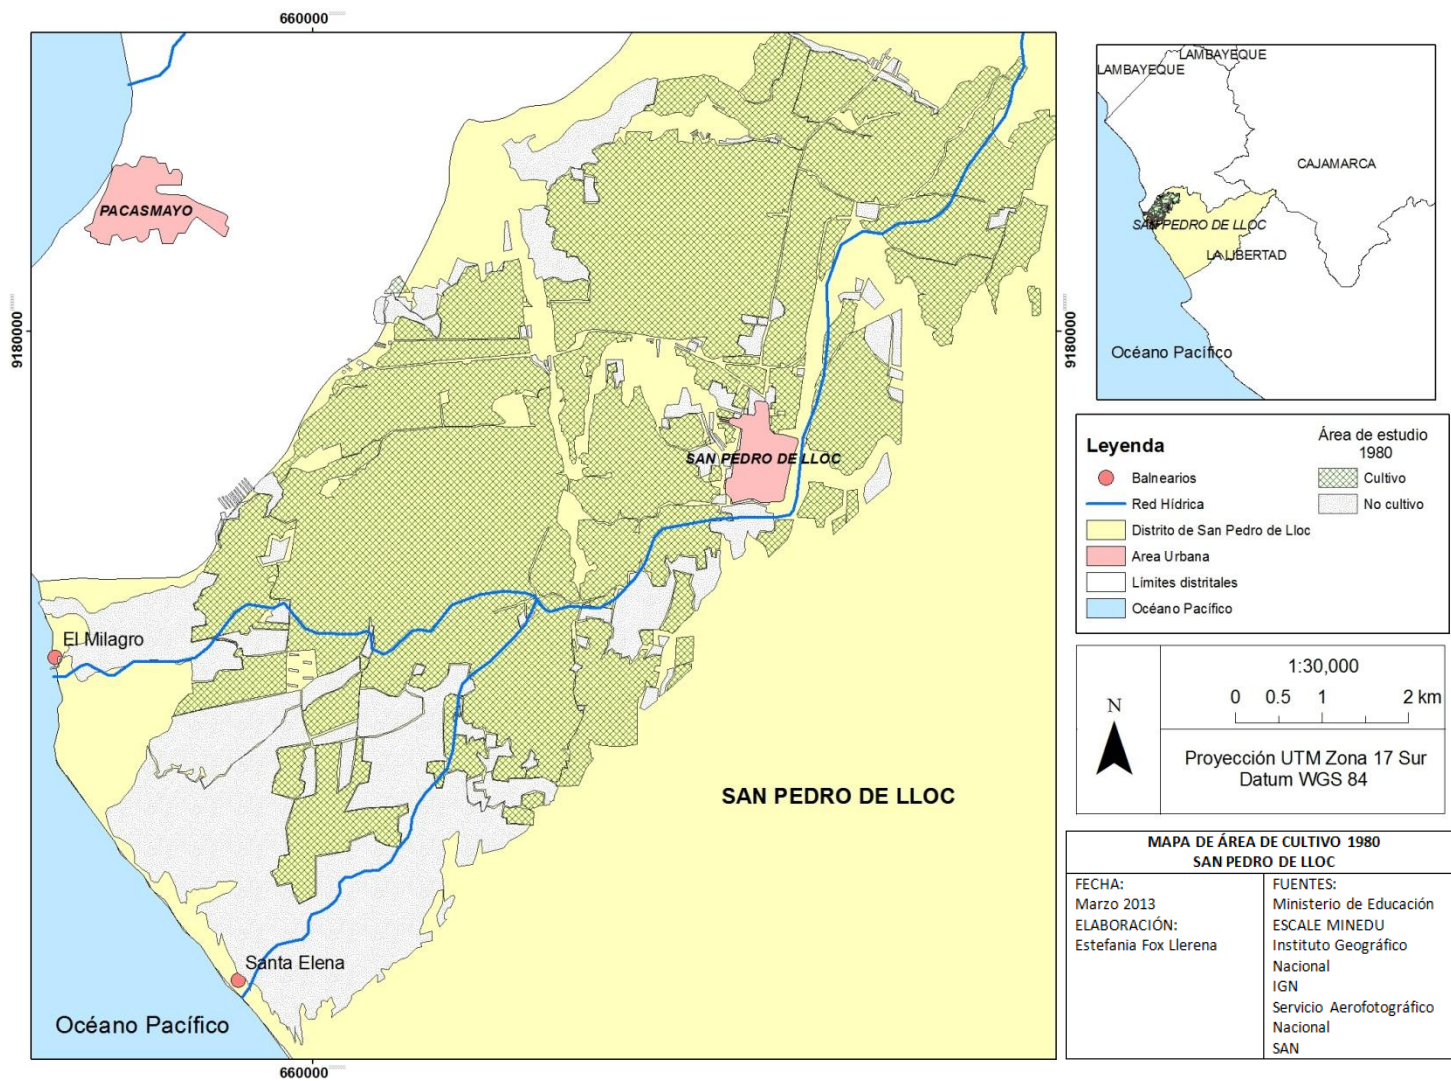 660000
PACASMAYO
9180000
9180000
SAN PEDRO DE LLOC
El Milagro
SAN PEDRO DE LLOC
Santa Elena
Océano Pacífico
660000
LAMBAYEQUE
LAMBAYEQUE
CAJAMARCA
SAN PEDRO DE LLOC
LA LIBERTAD
Océano Pacífico
Leyenda
Balnearios
Red Hídrica
Distrito de San Pedro de Lloc
Area Urbana
Límites distritales
Océano Pacífico
Área de estudio
1980
Cultivo
No cultivo
N
1:30,000
0 0.5 1 2 km
Proyección UTM Zona 17 Sur
Datum WGS 84
MAPA DE ÁREA DE CULTIVO 1980
SAN PEDRO DE LLOC
FECHA:
Marzo 2013
ELABORACIÓN:
Estefania Fox Llerena
FUENTES:
Ministerio de Educación
ESCALE MINEDU
Instituto Geográfico
Nacional
IGN
Servicio Aerofotográfico
Nacional
SAN